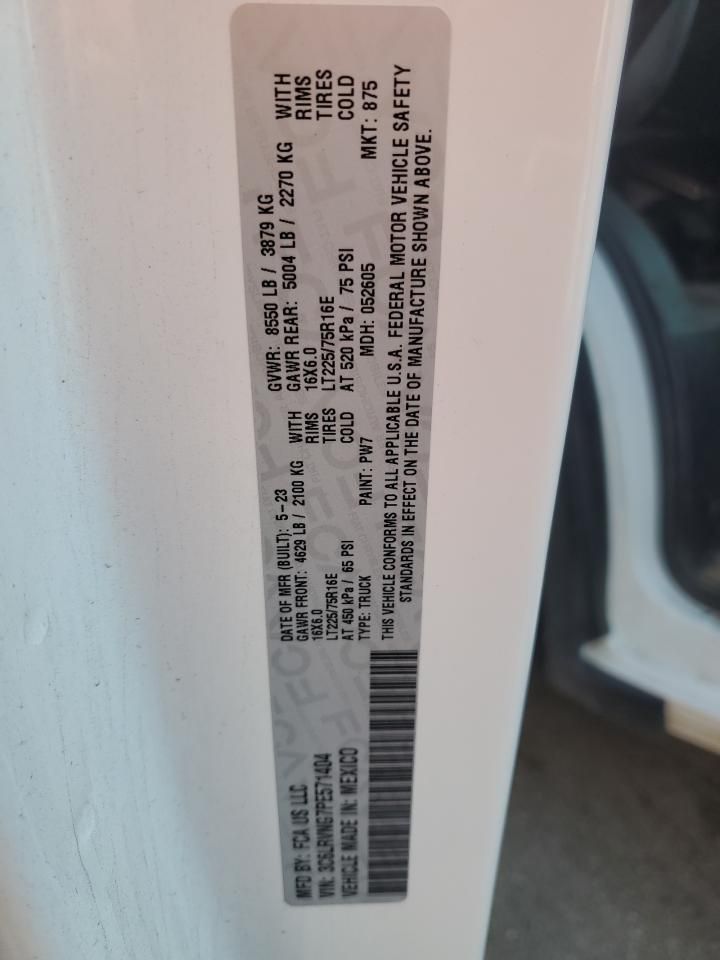 MFD BY: FCA US LLC
DATE OF MFR (BUILT): 5-23
GVWR: 8550 LB / 3879 KG
GAWR FRONT: 4629 LB / 2100 KG WITH
GAWR REAR: 5004 LB / 2270 KG WITH
16X6.0 RIMS
16X6.0 RIMS
LT225/75R16E TIRES
LT225/75R16E TIRES
AT 450 kPa / 65 PSI COLD
AT 520 kPa / 75 PSI COLD
VIN: 3C6LRVNG7PE571404
TYPE: TRUCK PAINT: PW7 MDH: 052605 MKT: 875
VEHICLE MADE IN: MEXICO
THIS VEHICLE CONFORMS TO ALL APPLICABLE U.S.A. FEDERAL MOTOR VEHICLE SAFETY
STANDARDS IN EFFECT ON THE DATE OF MANUFACTURE SHOWN ABOVE.